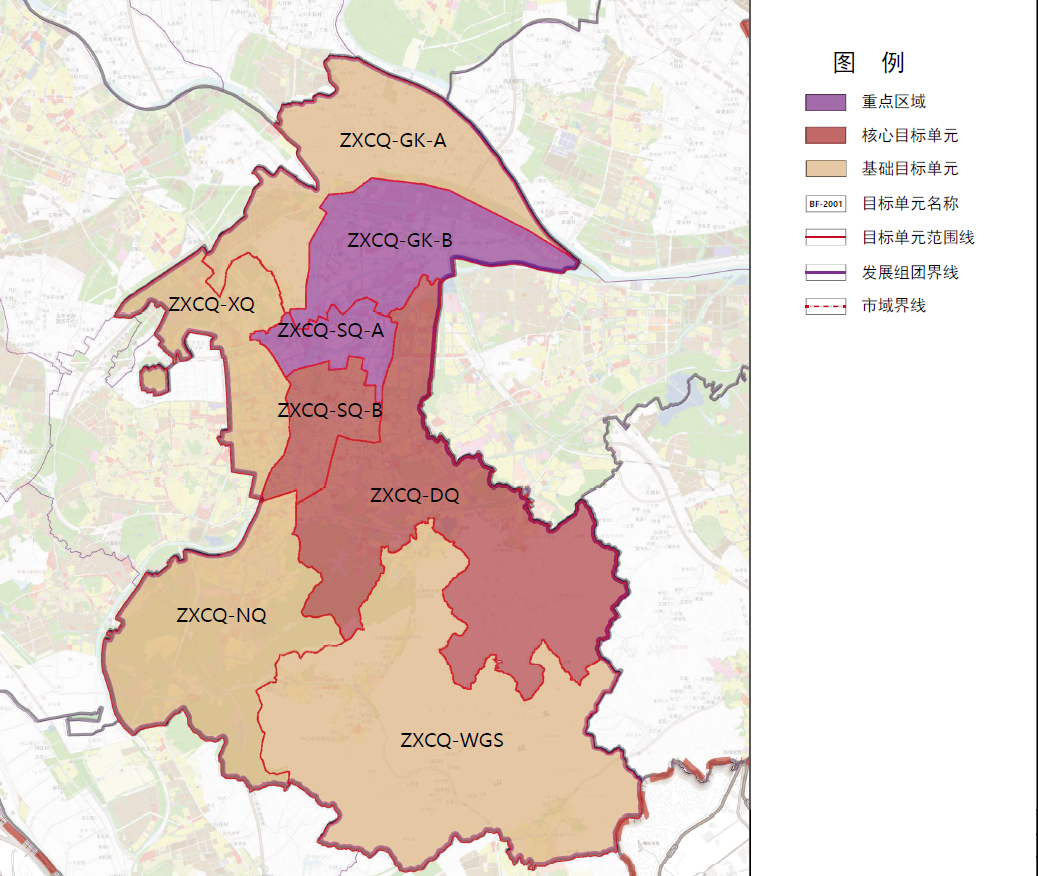 图 例
重点区域
核心目标单元
基础目标单元
BF-2001 目标单元名称
目标单元范围线
发展组团界线
市域界线
ZXCQ-GK-A
ZXCQ-GK-B
ZXCQ-XQ
ZXCQ-SQ-A
ZXCQ-SQ-B
ZXCQ-DQ
ZXCQ-NQ
ZXCQ-WGS